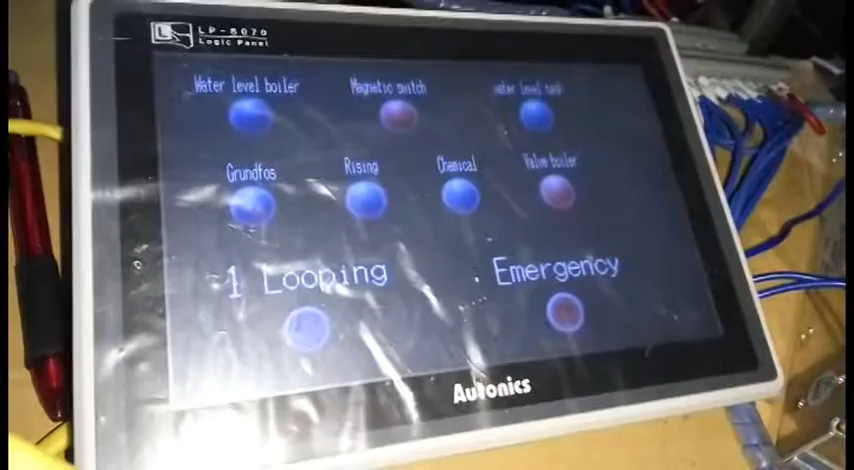 LP-S070
Logic Panel
Water level boiler
Magnetic switch
water level tank
Grundfos
Rising
Chemical
Valve boiler
1 Looping
Emergency
Autonics